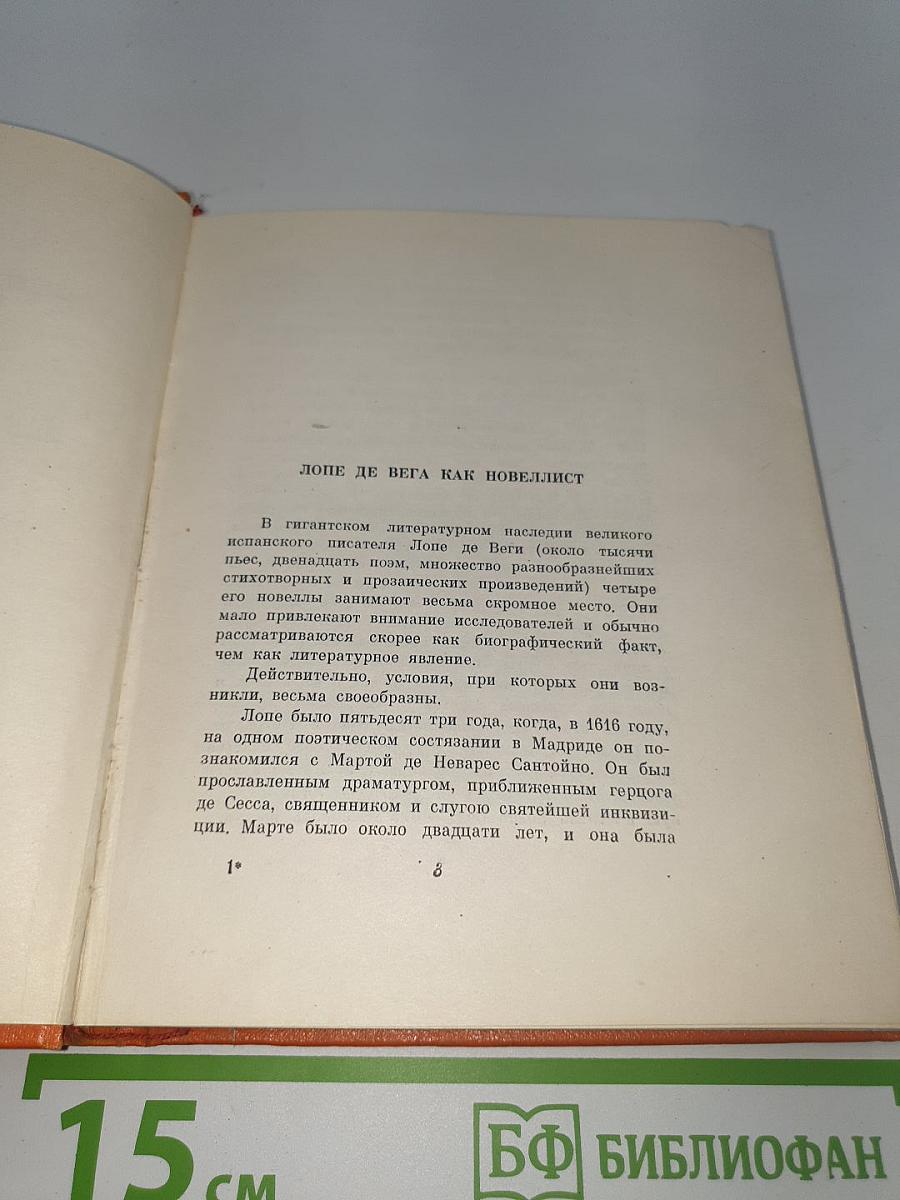 ЛОПЕ ДЕ ВЕГА КАК НОВЕЛЛИСТ
В гигантском литературном наследии великого
испанского писателя Лопе де Веги (около тысячи
пьес, двенадцать поэм, множество разнообразнейших
стихотворных и прозаических произведений) четыре
его новеллы занимают весьма скромное место. Они
мало привлекают внимание исследователей и обычно
рассматриваются скорее как биографический факт,
чем как литературное явление.
Действительно, условия, при которых они воз-
никли, весьма своеобразны.
Лопе было пятьдесят три года, когда, в 1616 году,
на одном поэтическом состязании в Мадриде он по-
знакомился с Мартой де Неварес Сантойно. Он был
прославленным драматургом, приближенным герцога
де Сесса, священником и слугою святейшей инквизи-
ции. Марте было около двадцати лет, и она была
1* 3
15 см БФ БИБЛИОФАН